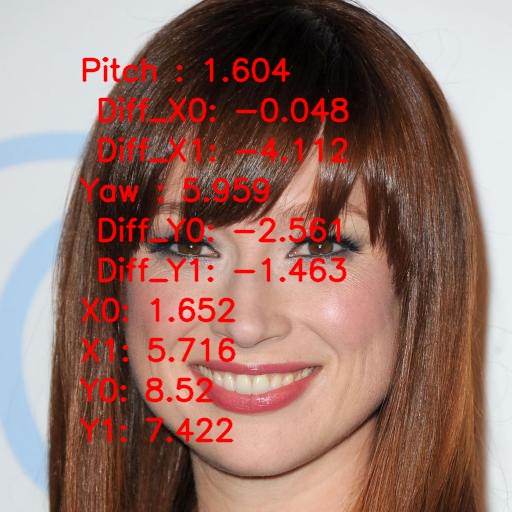 Pitch : 1.604
Diff_X0: -0.048
Diff_X1: -4.112
Yaw : 5.959
Diff_Y0: -2.561
Diff_Y1: -1.463
X0: 1.652
X1: 5.716
Y0: 8.52
Y1: 7.422